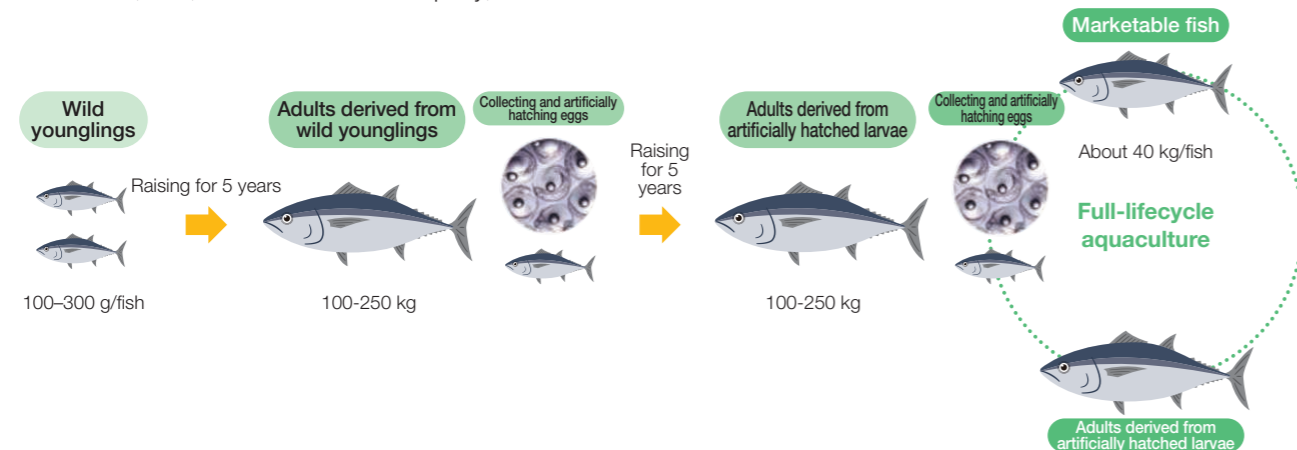 Wild
younglings
100–300 g/fish
Raising for 5 years
Adults derived from
wild younglings
100-250 kg
Collecting and artificially
hatching eggs
Raising
for 5
years
Adults derived from
artificially hatched larvae
100-250 kg
Collecting and artificially
hatching eggs
Marketable fish
About 40 kg/fish
Full-lifecycle
aquaculture
Adults derived from
artificially hatched larvae